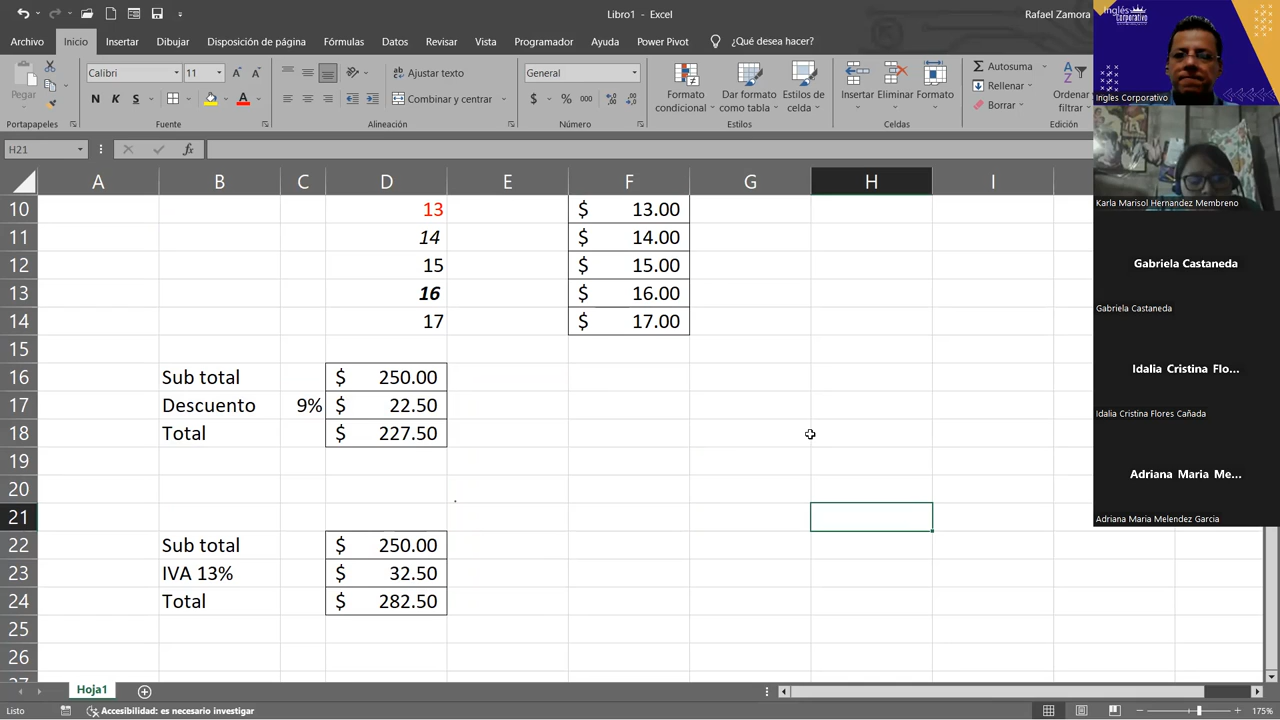 Libro1 - Excel
Rafael Zamora
Archivo Inicio Insertar Dibujar Disposición de página Fórmulas Datos Revisar Vista Programador Ayuda Power Pivot ¿Qué desea hacer?
Pegar
Calibri 11
N K S
Ajustar texto
Combinar y centrar
General
$ % 000
Formato condicional
Dar formato como tabla
Estilos de celda
Insertar Eliminar Formato
Autosuma
Rellenar
Borrar
Ordenar filtrar
Portapapeles Fuente Alineación Número Estilos Celdas Edición
H21 fx
A B C D E F G H I
10 13 $ 13.00
11 14 $ 14.00
12 15 $ 15.00
13 16 $ 16.00
14 17 $ 17.00
15
16 Sub total $ 250.00
17 Descuento 9% $ 22.50
18 Total $ 227.50
19
20
21
22 Sub total $ 250.00
23 IVA 13% $ 32.50
24 Total $ 282.50
25
26
27
Hoja1
Listo Accesibilidad: es necesario investigar 175%
Inglés Corporativo
Ingles Corporativo
Karla Marisol Hernandez Membreno
Gabriela Castaneda
Gabriela Castaneda
Idalia Cristina Flo...
Idalia Cristina Flores Cañada
Adriana Maria Me...
Adriana Maria Melendez Garcia